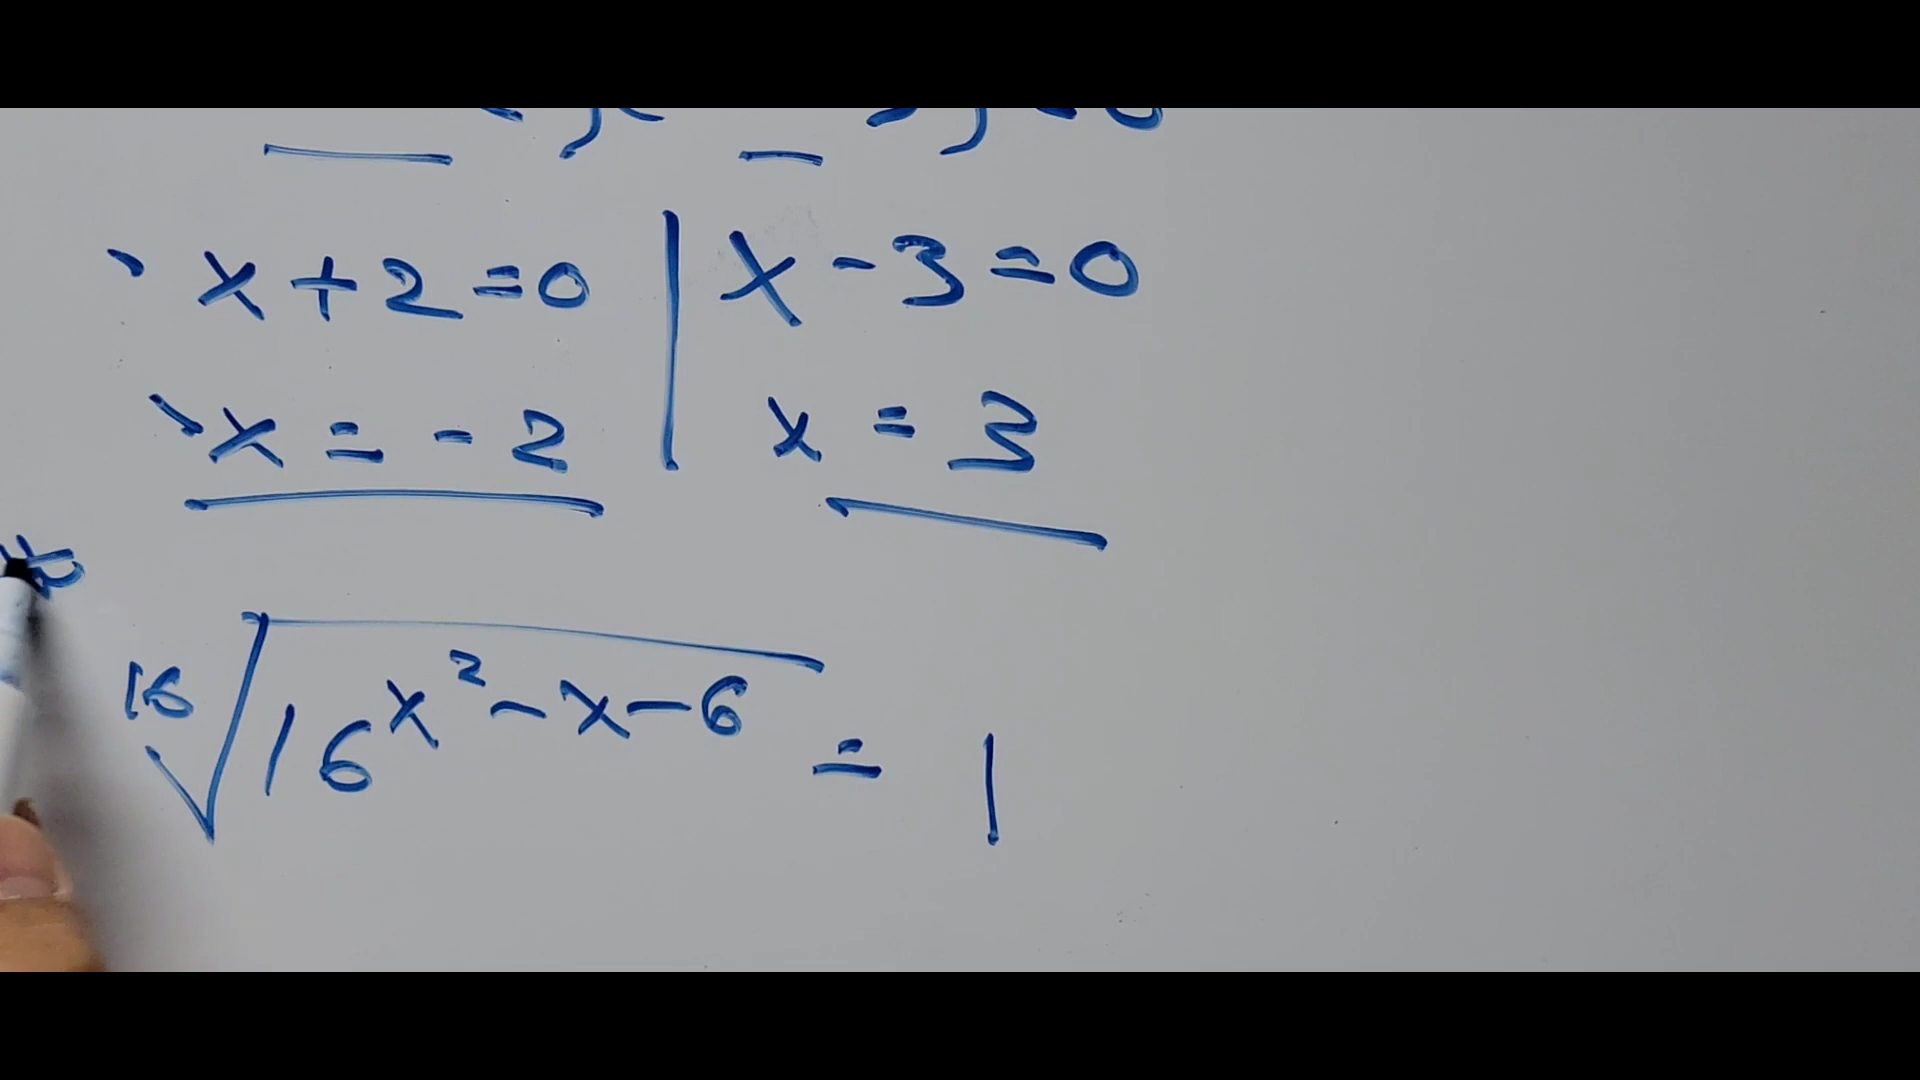 x + 2 = 0 | x - 3 = 0
x = - 2 | x = 3
¹⁶√16^(x² - x - 6) = 1